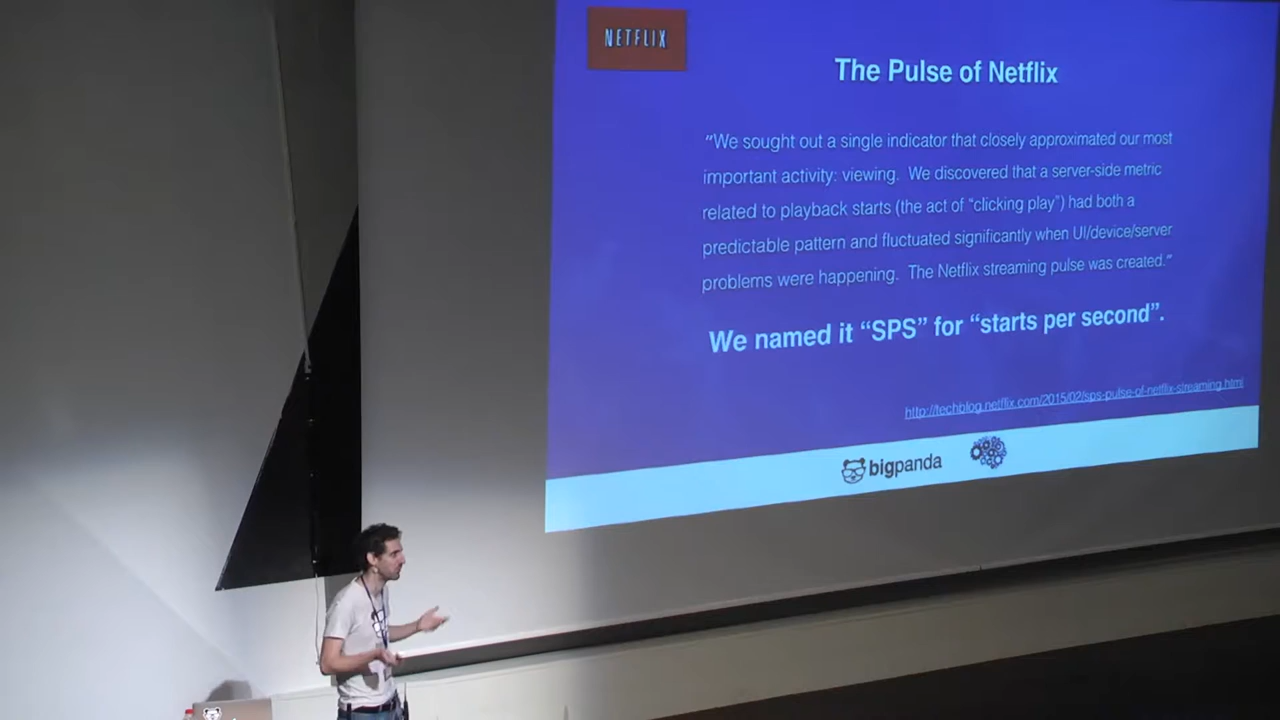 NETFLIX
The Pulse of Netflix
“We sought out a single indicator that closely approximated our most
important activity: viewing. We discovered that a server-side metric
related to playback starts (the act of “clicking play”) had both a
predictable pattern and fluctuated significantly when UI/device/server
problems were happening. The Netflix streaming pulse was created.”
We named it “SPS” for “starts per second”.
http://techblog.netflix.com/2015/02/sps-pulse-of-netflix-streaming.html
bigpanda